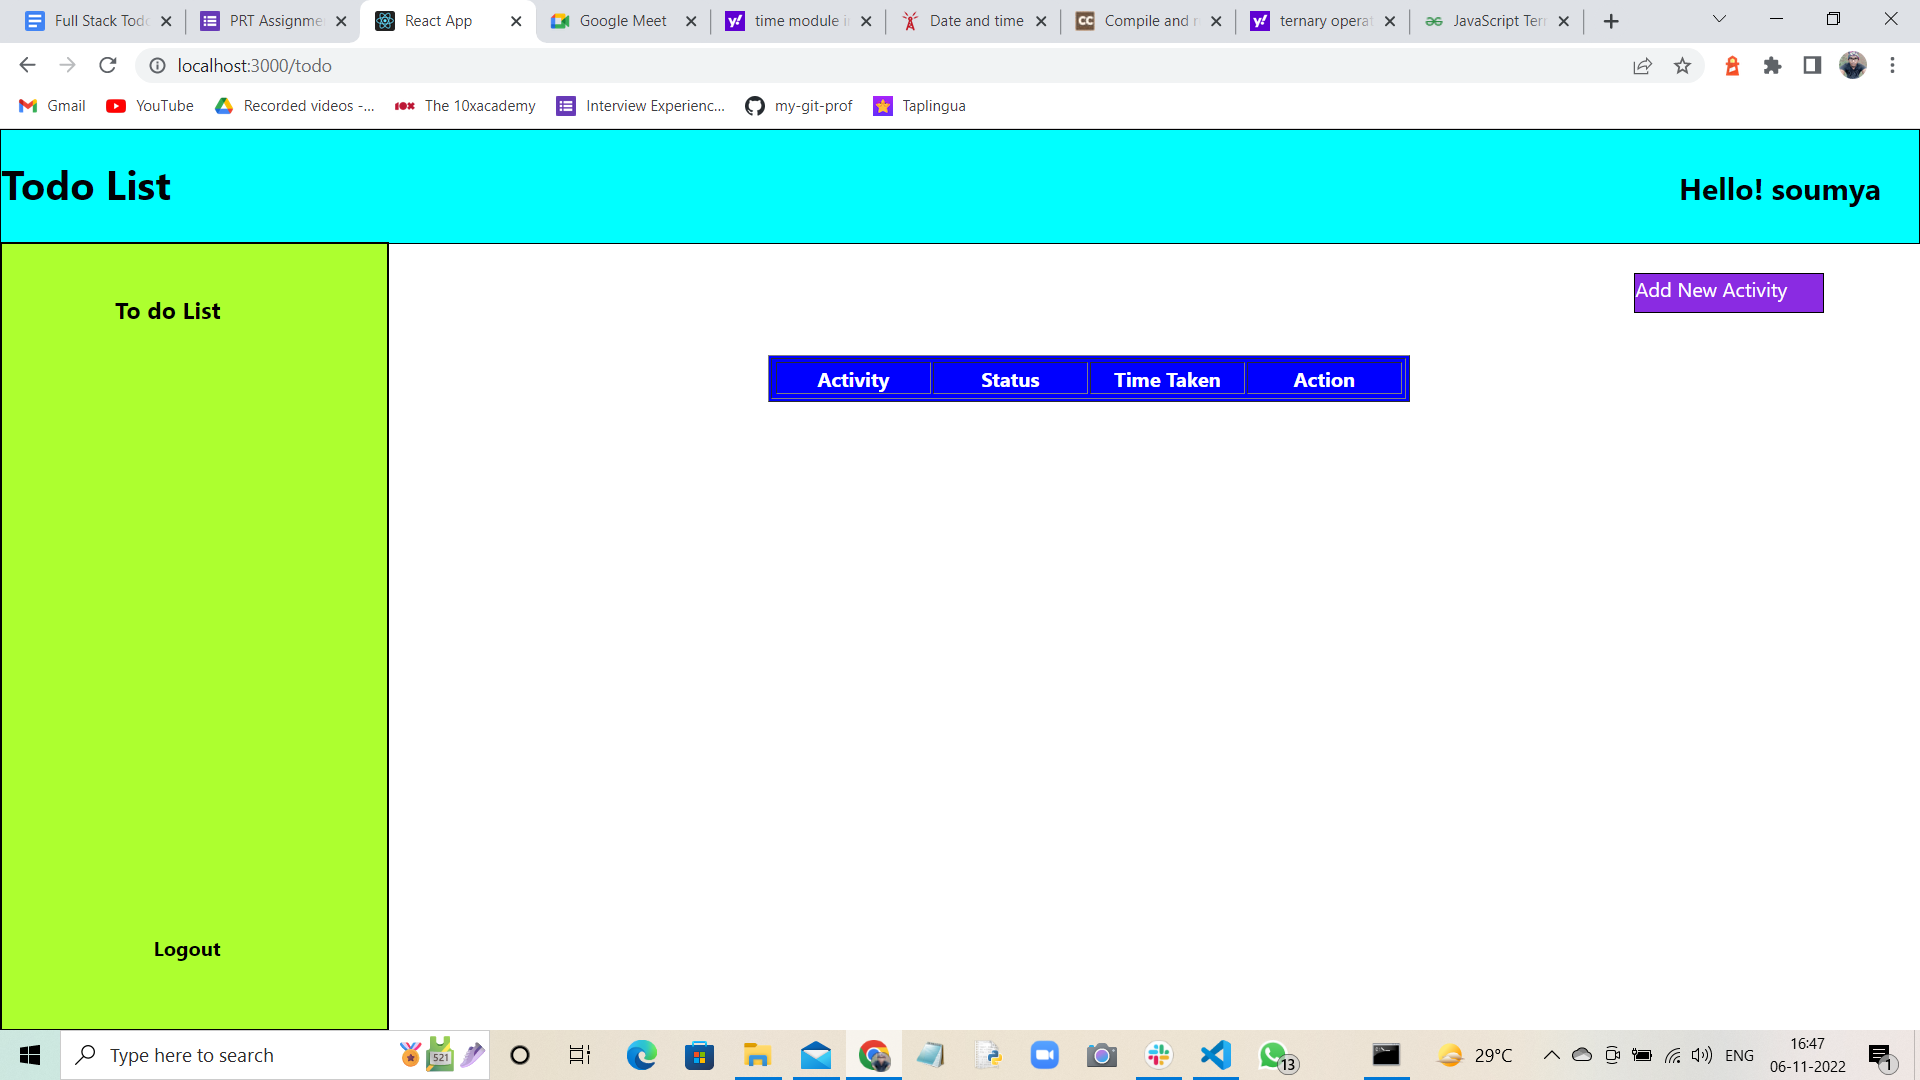 Full Stack Todo PRT Assignme React App Google Meet time module i Date and time Compile and r ternary operat JavaScript Tern
localhost:3000/todo
Gmail YouTube Recorded videos -... The 10xacademy Interview Experienc... my-git-prof Taplingua
Todo List Hello! soumya
To do List
Add New Activity
Activity Status Time Taken Action
Logout
Type here to search 521 13 29°C ENG 16:47
06-11-2022 1